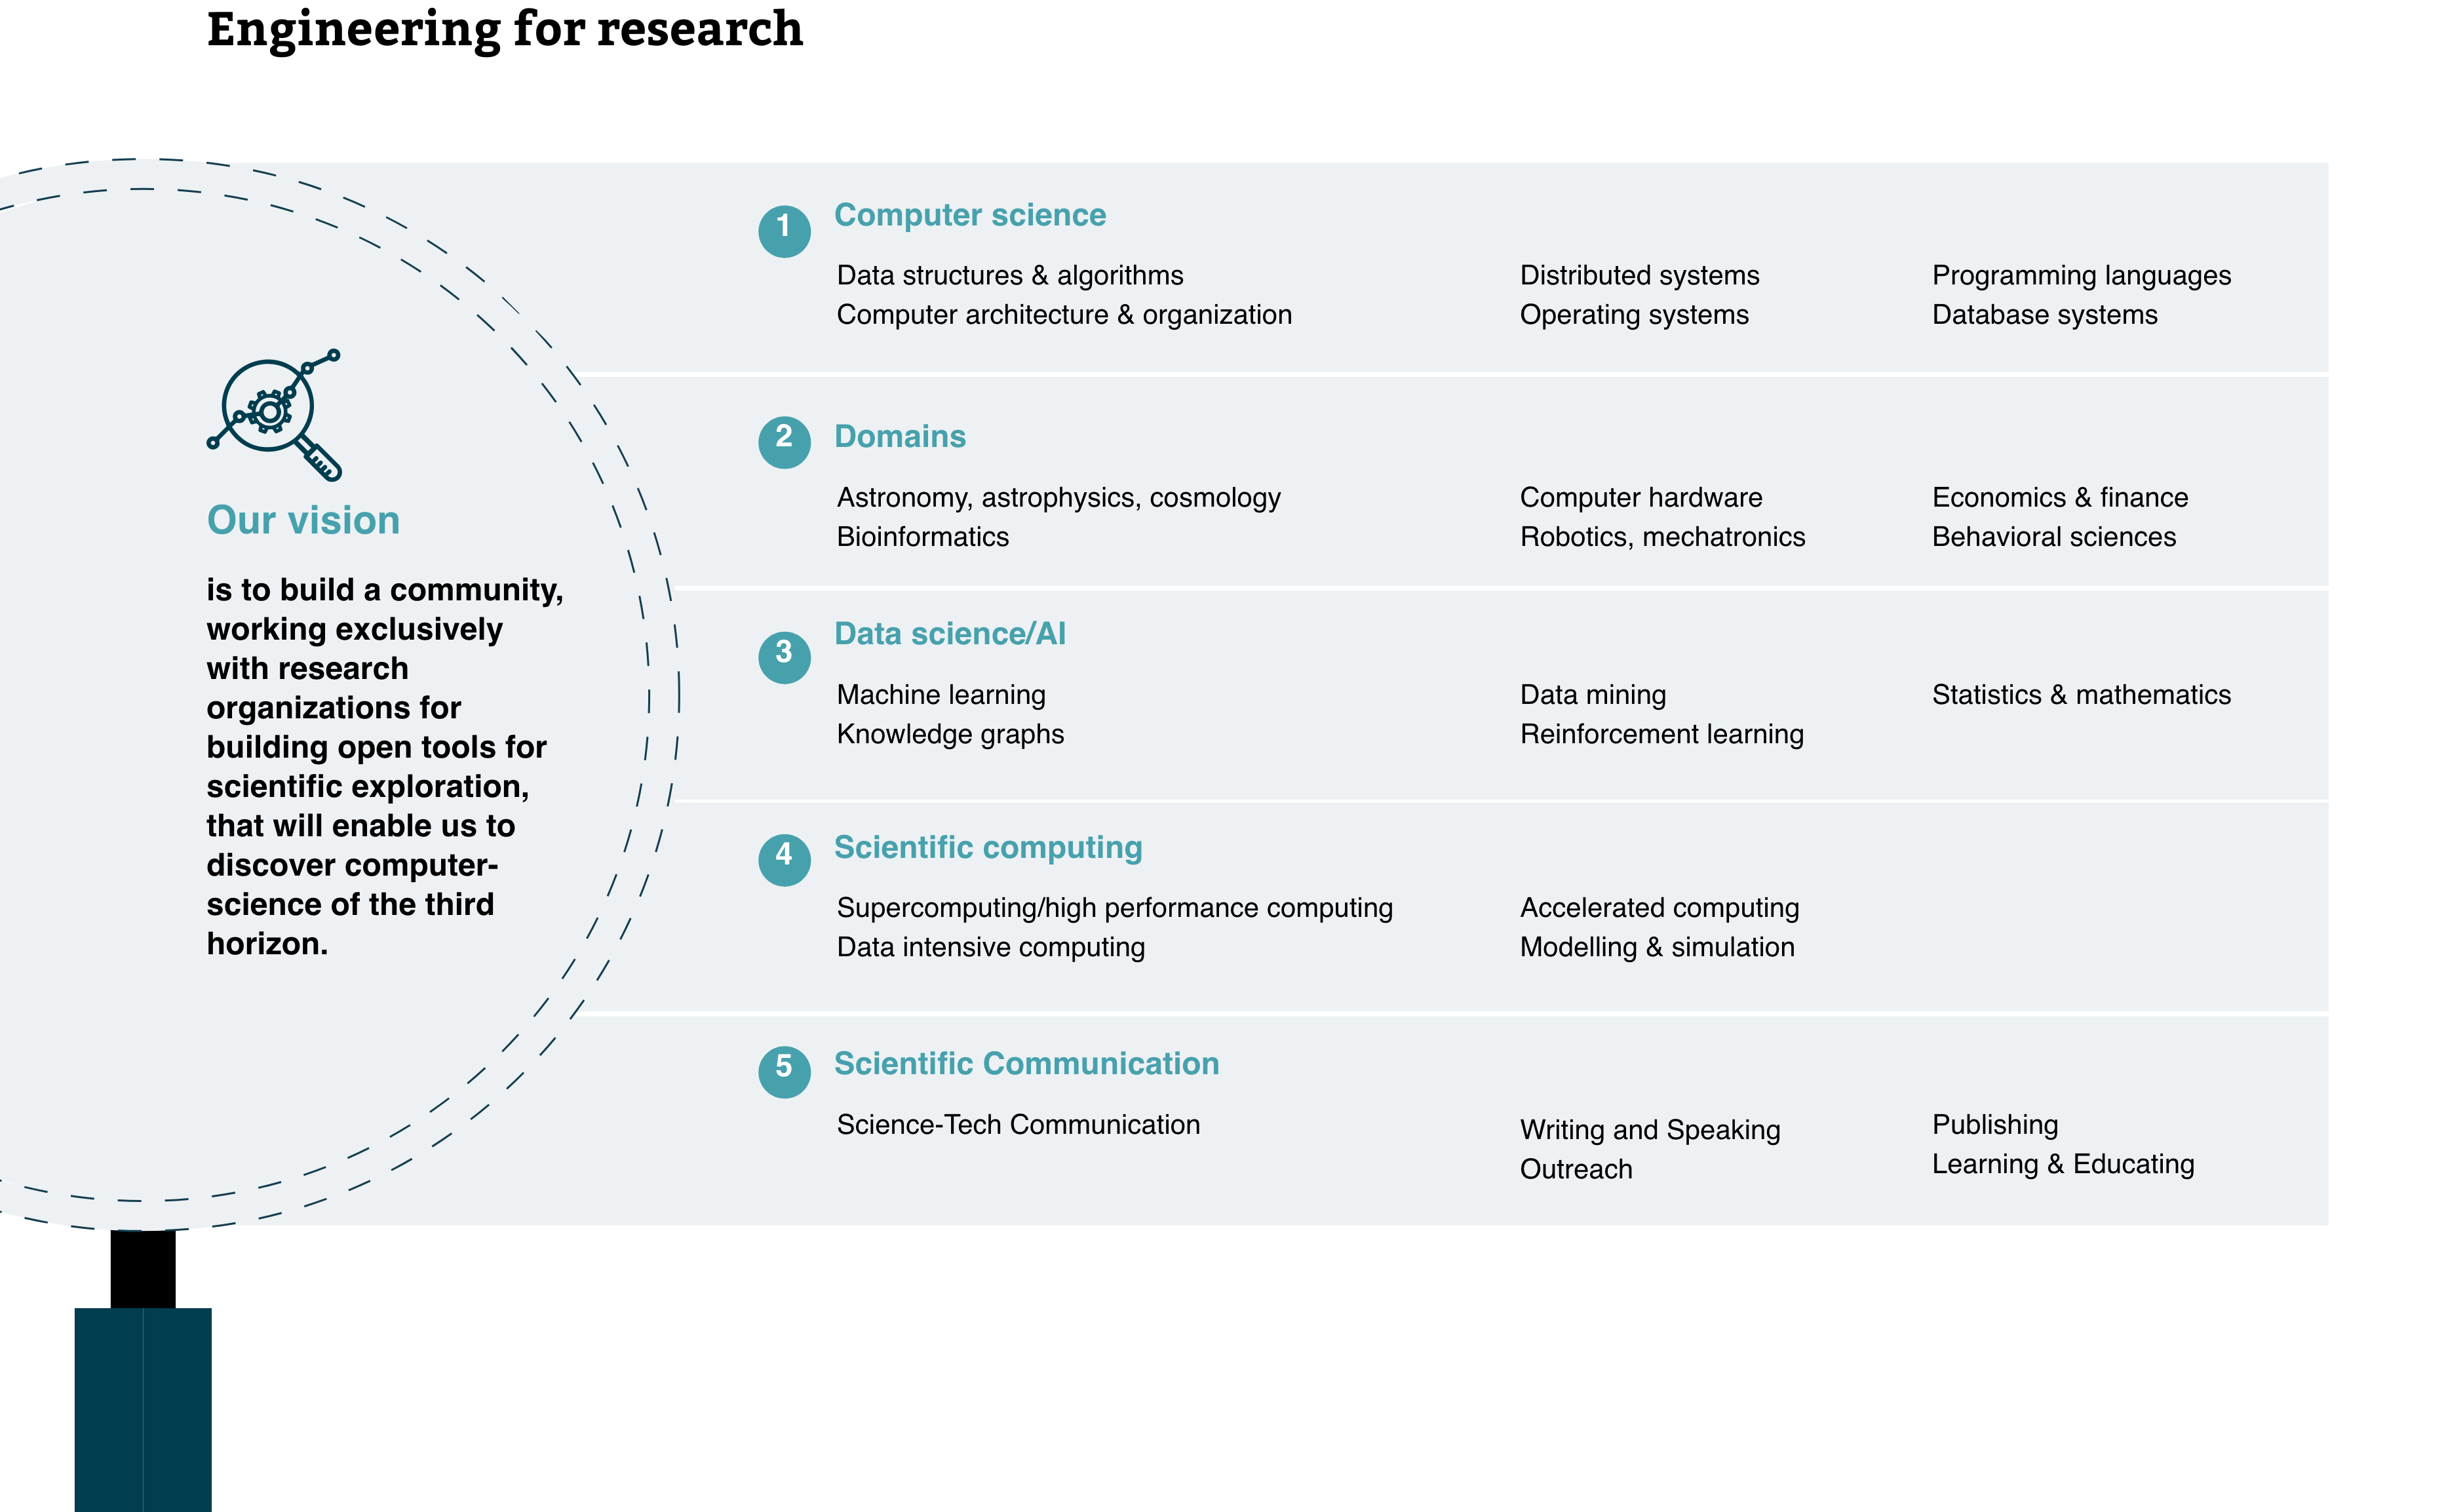 Engineering for research
Our vision
is to build a community,
working exclusively
with research
organizations for
building open tools for
scientific exploration,
that will enable us to
discover computer-
science of the third
horizon.
1
Computer science
Data structures & algorithms
Computer architecture & organization
Distributed systems
Operating systems
Programming languages
Database systems
2
Domains
Astronomy, astrophysics, cosmology
Bioinformatics
Computer hardware
Robotics, mechatronics
Economics & finance
Behavioral sciences
3
Data science/AI
Machine learning
Knowledge graphs
Data mining
Reinforcement learning
Statistics & mathematics
4
Scientific computing
Supercomputing/high performance computing
Data intensive computing
Accelerated computing
Modelling & simulation
5
Scientific Communication
Science-Tech Communication
Writing and Speaking
Outreach
Publishing
Learning & Educating